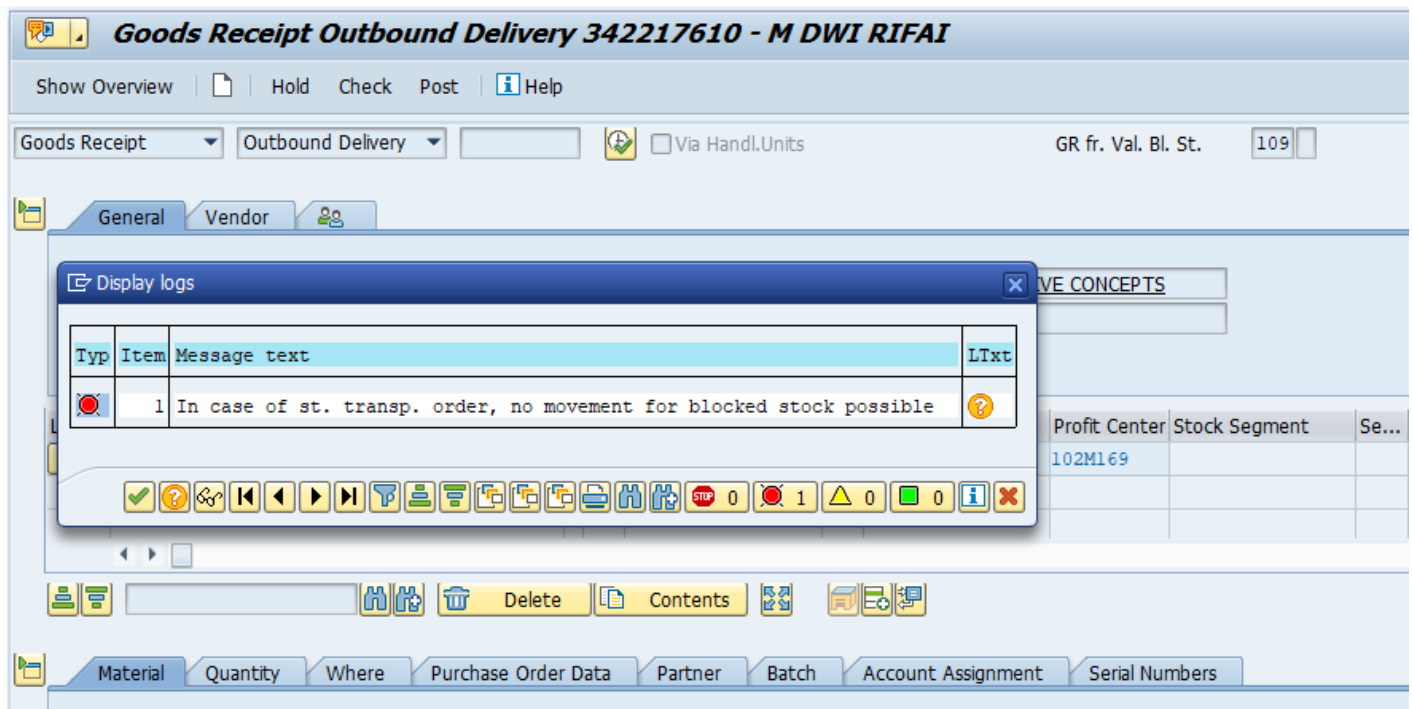 Goods Receipt Outbound Delivery 342217610 - M DWI RIFAI
Show Overview Hold Check Post Help
Goods Receipt Outbound Delivery Via Handl.Units GR fr. Val. Bl. St. 109
General Vendor
Display logs
CONCEPTS
Typ Item Message text LTxt
1 In case of st. transp. order, no movement for blocked stock possible
Profit Center Stock Segment Se...
102M169
STOP 0 1 0 0
Delete Contents
Material Quantity Where Purchase Order Data Partner Batch Account Assignment Serial Numbers